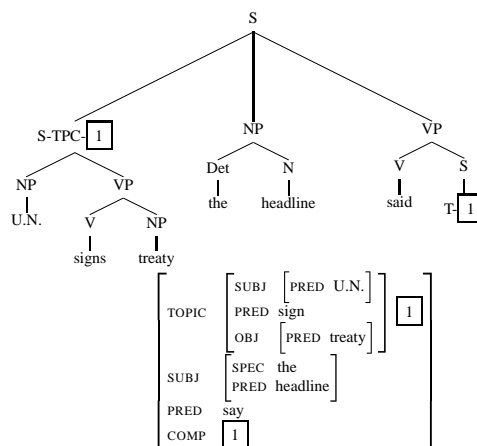 S
S-TPC- 1 NP VP
NP VP Det N V S
U.N. V NP the headline said T- 1
signs treaty
SUBJ [PRED U.N.]
TOPIC PRED sign 1
OBJ [PRED treaty]
SPEC the
SUBJ PRED headline
PRED say
COMP 1